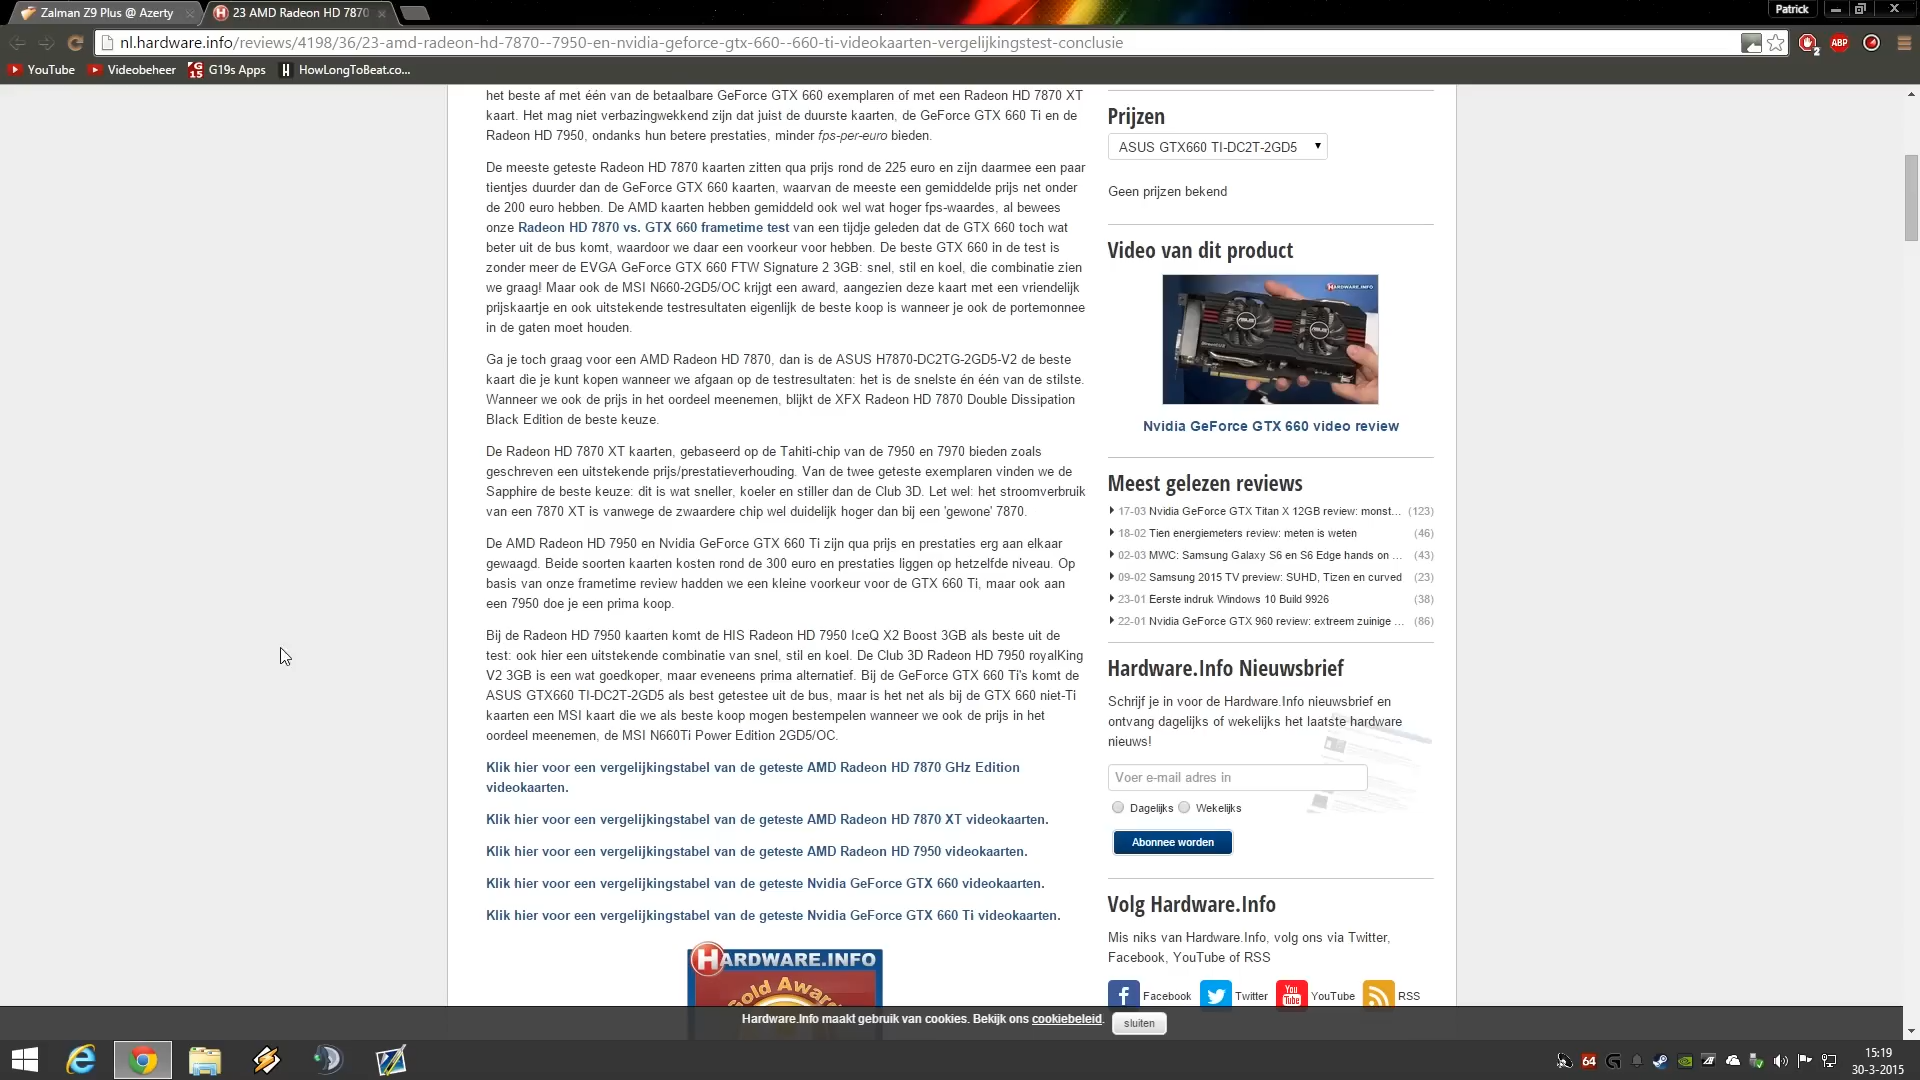 Zalman Z9 Plus @ Azerty
23 AMD Radeon HD 7870
Patrick
nl.hardware.info/reviews/4198/36/23-amd-radeon-hd-7870--7950-en-nvidia-geforce-gtx-660--660-ti-videokaarten-vergelijkingstest-conclusie
2
ABP
YouTube
Videobeheer
G19s Apps
HowLongToBeat.co...
het beste af met één van de betaalbare GeForce GTX 660 exemplaren of met een Radeon HD 7870 XT
kaart. Het mag niet verbazingwekkend zijn dat juist de duurste kaarten, de GeForce GTX 660 Ti en de
Radeon HD 7950, ondanks hun betere prestaties, minder fps-per-euro bieden.
De meeste geteste Radeon HD 7870 kaarten zitten qua prijs rond de 225 euro en zijn daarmee een paar
tientjes duurder dan de GeForce GTX 660 kaarten, waarvan de meeste een gemiddelde prijs net onder
de 200 euro hebben. De AMD kaarten hebben gemiddeld ook wel wat hoger fps-waardes, al bewees
onze Radeon HD 7870 vs. GTX 660 frametime test van een tijdje geleden dat de GTX 660 toch wat
beter uit de bus komt, waardoor we daar een voorkeur voor hebben. De beste GTX 660 in de test is
zonder meer de EVGA GeForce GTX 660 FTW Signature 2 3GB: snel, stil en koel, die combinatie zien
we graag! Maar ook de MSI N660-2GD5/OC krijgt een award, aangezien deze kaart met een vriendelijk
prijskaartje en ook uitstekende testresultaten eigenlijk de beste koop is wanneer je ook de portemonnee
in de gaten moet houden.
Ga je toch graag voor een AMD Radeon HD 7870, dan is de ASUS H7870-DC2TG-2GD5-V2 de beste
kaart die je kunt kopen wanneer we afgaan op de testresultaten: het is de snelste én één van de stilste.
Wanneer we ook de prijs in het oordeel meenemen, blijkt de XFX Radeon HD 7870 Double Dissipation
Black Edition de beste keuze.
De Radeon HD 7870 XT kaarten, gebaseerd op de Tahiti-chip van de 7950 en 7970 bieden zoals
geschreven een uitstekende prijs/prestatieverhouding. Van de twee geteste exemplaren vinden we de
Sapphire de beste keuze: dit is wat sneller, koeler en stiller dan de Club 3D. Let wel: het stroomverbruik
van een 7870 XT is vanwege de zwaardere chip wel duidelijk hoger dan bij een 'gewone' 7870.
De AMD Radeon HD 7950 en Nvidia GeForce GTX 660 Ti zijn qua prijs en prestaties erg aan elkaar
gewaagd. Beide soorten kaarten kosten rond de 300 euro en prestaties liggen op hetzelfde niveau. Op
basis van onze frametime review hadden we een kleine voorkeur voor de GTX 660 Ti, maar ook aan
een 7950 doe je een prima koop.
Bij de Radeon HD 7950 kaarten komt de HIS Radeon HD 7950 IceQ X2 Boost 3GB als beste uit de
test: ook hier een uitstekende combinatie van snel, stil en koel. De Club 3D Radeon HD 7950 royalKing
V2 3GB is een wat goedkoper, maar eveneens prima alternatief. Bij de GeForce GTX 660 Ti's komt de
ASUS GTX660 TI-DC2T-2GD5 als best getestee uit de bus, maar is het net als bij de GTX 660 niet-Ti
kaarten een MSI kaart die we als beste koop mogen bestempelen wanneer we ook de prijs in het
oordeel meenemen, de MSI N660Ti Power Edition 2GD5/OC.
Klik hier voor een vergelijkingstabel van de geteste AMD Radeon HD 7870 GHz Edition
videokaarten.
Klik hier voor een vergelijkingstabel van de geteste AMD Radeon HD 7870 XT videokaarten.
Klik hier voor een vergelijkingstabel van de geteste AMD Radeon HD 7950 videokaarten.
Klik hier voor een vergelijkingstabel van de geteste Nvidia GeForce GTX 660 videokaarten.
Klik hier voor een vergelijkingstabel van de geteste Nvidia GeForce GTX 660 Ti videokaarten.
HARDWARE.INFO
Gold Award
Prijzen
ASUS GTX660 TI-DC2T-2GD5
Geen prijzen bekend
Video van dit product
HARDWARE.INFO
Nvidia GeForce GTX 660 video review
Meest gelezen reviews
17-03 Nvidia GeForce GTX Titan X 12GB review: monst... (123)
18-02 Tien energiemeters review: meten is weten (46)
02-03 MWC: Samsung Galaxy S6 en S6 Edge hands on ... (43)
09-02 Samsung 2015 TV preview: SUHD, Tizen en curved (23)
23-01 Eerste indruk Windows 10 Build 9926 (38)
22-01 Nvidia GeForce GTX 960 review: extreem zuinige ... (86)
Hardware.Info Nieuwsbrief
Schrijf je in voor de Hardware.Info nieuwsbrief en
ontvang dagelijks of wekelijks het laatste hardware
nieuws!
Voer e-mail adres in
Dagelijks Wekelijks
Abonnee worden
Volg Hardware.Info
Mis niks van Hardware.Info, volg ons via Twitter,
Facebook, YouTube of RSS
Facebook Twitter YouTube RSS
Hardware.Info maakt gebruik van cookies. Bekijk ons cookiebeleid. sluiten
64
15:19
30-3-2015